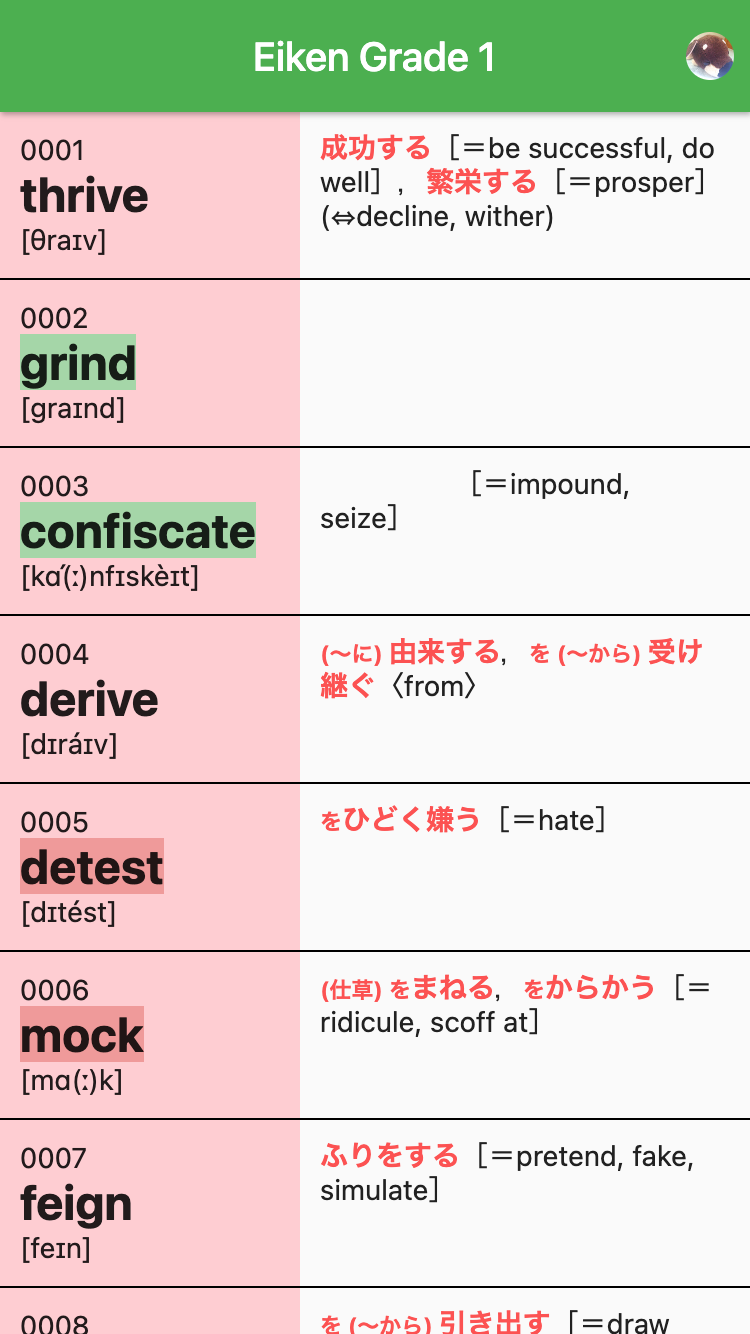 Eiken Grade 1
0001
thrive
[θraɪv]
成功する［＝be successful, do
well］, 繁栄する［＝prosper］
(⇔decline, wither)
0002
grind
[graɪnd]
0003
confiscate
[kɑ́(ː)nfɪskèɪt]
［＝impound,
seize］
0004
derive
[dɪráɪv]
(〜に) 由来する, を (〜から) 受け
継ぐ〈from〉
0005
detest
[dɪtést]
をひどく嫌う［＝hate］
0006
mock
[mɑ(ː)k]
(仕草) をまねる, をからかう［＝
ridicule, scoff at］
0007
feign
[feɪn]
ふりをする［＝pretend, fake,
simulate］
0008
を (〜から) 引き出す［＝draw